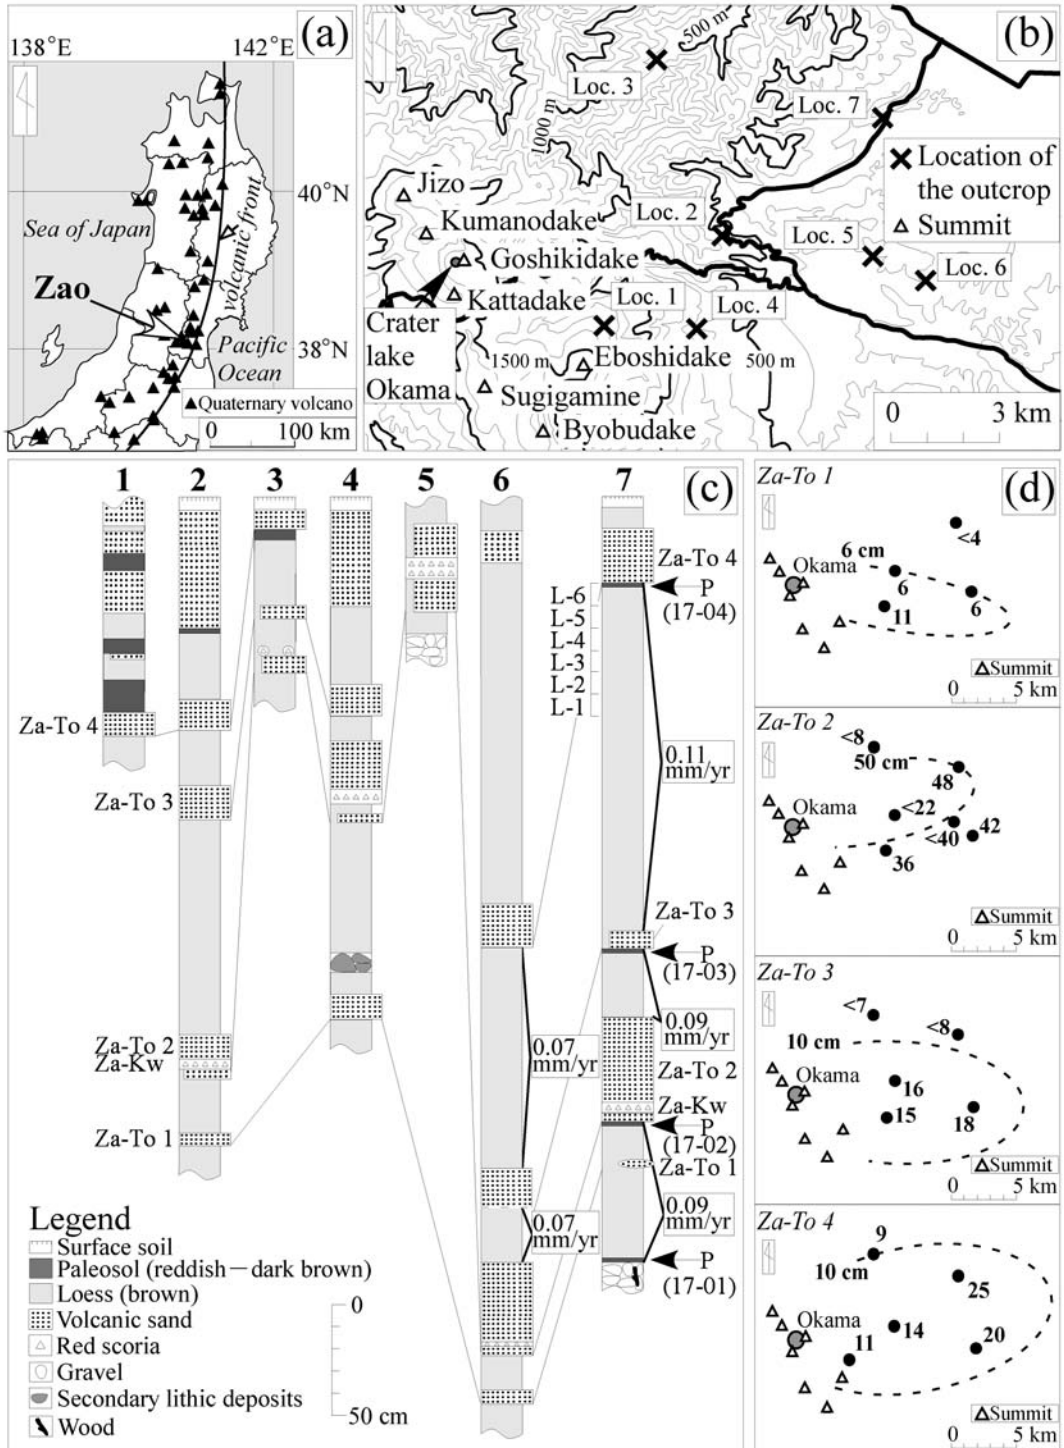 138°E
142°E
(a)
40°N
Sea of Japan
volcanic front
Zao
Pacific
Ocean
38°N
▲Quaternary volcano
0 100 km
(b)
500 m
Loc. 3
Loc. 7
1000 m
Location of
the outcrop
Summit
Jizo
Kumanodake
Loc. 2
Loc. 5
Goshikidake
Loc. 6
Kattadake
Loc. 1
Loc. 4
Crater
lake
Okama
1500 m
Eboshidake
500 m
Sugigamine
Byobudake
0 3 km
(c)
1 2 3 4 5 6 7
Za-To 4
P
(17-04)
L-6
L-5
L-4
L-3
L-2
L-1
Za-To 4
0.11
mm/yr
Za-To 3
Za-To 3
P
(17-03)
0.09
mm/yr
0.07
mm/yr
Za-To 2
Za-Kw
Za-To 2
Za-Kw
P
(17-02)
Za-To 1
Za-To 1
0.09
mm/yr
0.07
mm/yr
P
(17-01)
Legend
Surface soil
Paleosol (reddish－dark brown)
Loess (brown)
Volcanic sand
Red scoria
Gravel
Secondary lithic deposits
Wood
0
50 cm
(d)
Za-To 1
<4
6 cm
Okama
6
6
11
Summit
0 5 km
Za-To 2
<8
50 cm
48
Okama
<22
<40
42
36
Summit
0 5 km
Za-To 3
<7
<8
10 cm
Okama
16
15
18
Summit
0 5 km
Za-To 4
9
10 cm
25
Okama
14
20
11
Summit
0 5 km